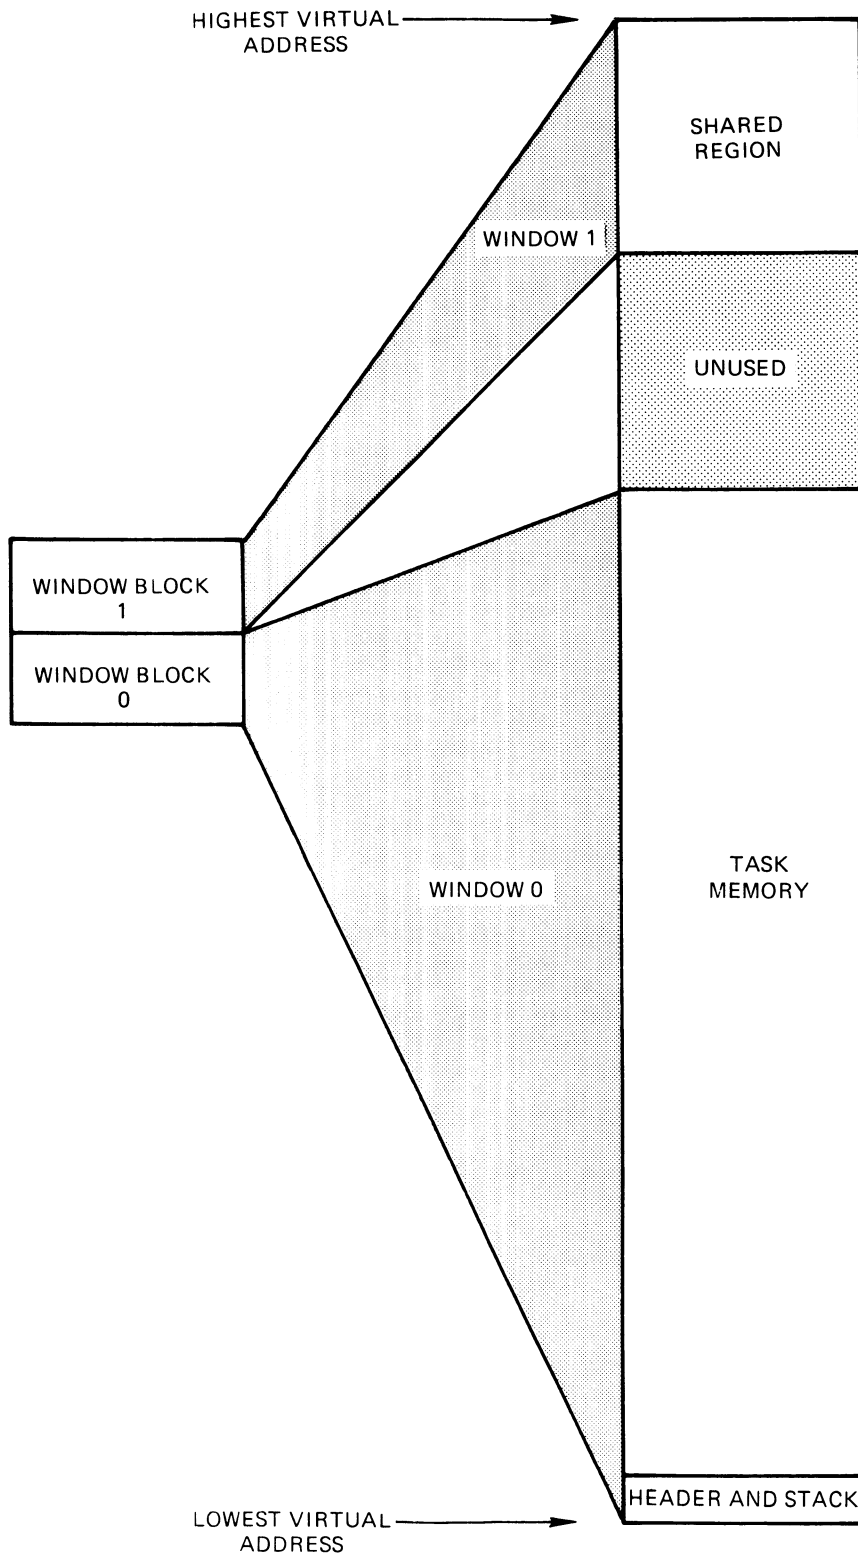 HIGHEST VIRTUAL
ADDRESS
SHARED
REGION
WINDOW 1
UNUSED
WINDOW BLOCK
1
WINDOW BLOCK
0
TASK
MEMORY
WINDOW 0
HEADER AND STACK
LOWEST VIRTUAL
ADDRESS